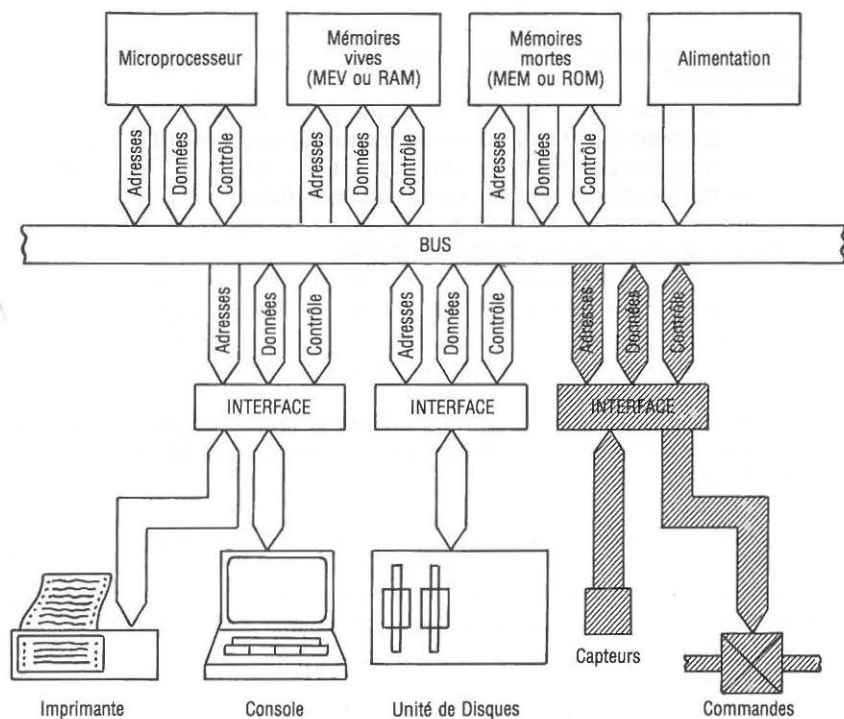 Microprocesseur
Mémoires
vives
(MEV ou RAM)
Mémoires
mortes
(MEM ou ROM)
Alimentation
Adresses
Données
Contrôle
Adresses
Données
Contrôle
Adresses
Données
Contrôle
BUS
Adresses
Données
Contrôle
Adresses
Données
Contrôle
Adresses
Données
Contrôle
INTERFACE
INTERFACE
INTERFACE
Capteurs
Imprimante
Console
Unité de Disques
Commandes